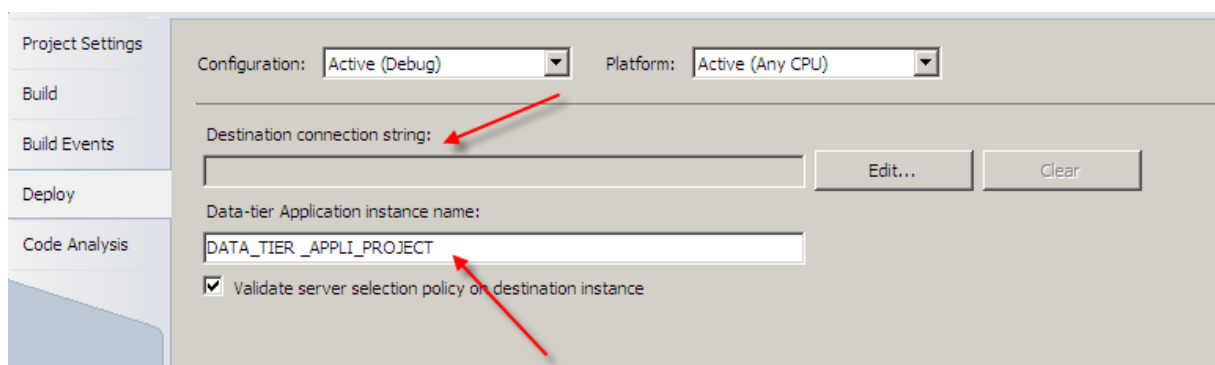 Project Settings
Configuration: Active (Debug) Platform: Active (Any CPU)
Build
Build Events
Destination connection string:
Edit... Clear
Deploy
Data-tier Application instance name:
Code Analysis
DATA_TIER _APPLI_PROJECT
Validate server selection policy on destination instance